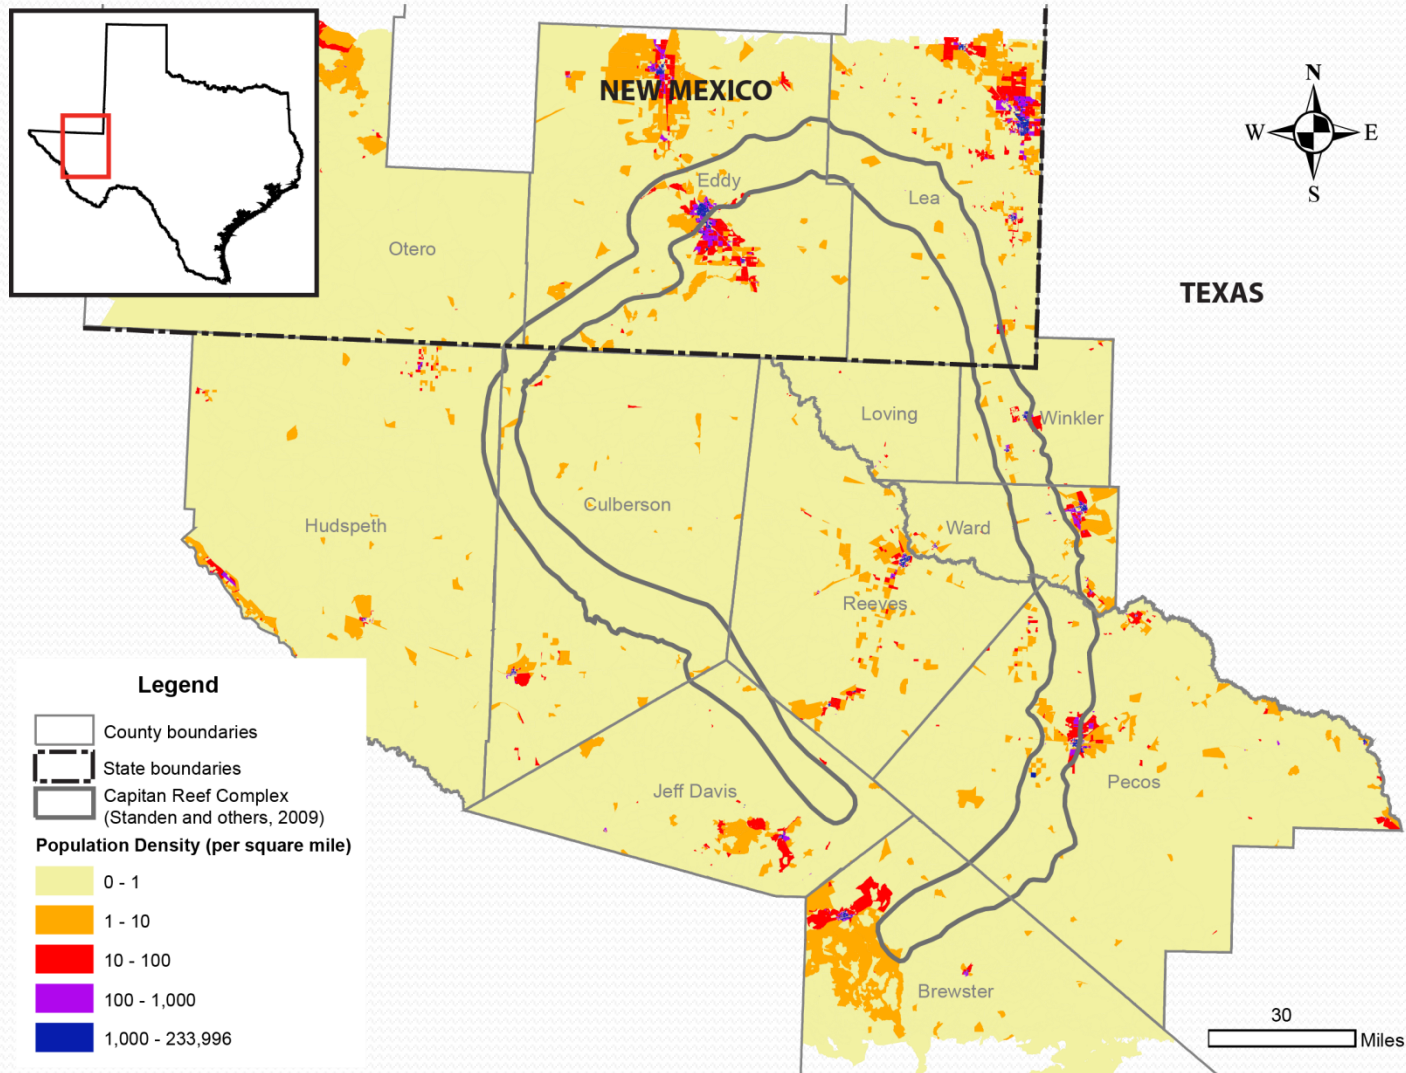 NEW MEXICO
N
W
E
S
Eddy
Lea
Otero
TEXAS
Loving
Winkler
Culberson
Hudspeth
Ward
Reeves
Legend
County boundaries
State boundaries
Capitan Reef Complex
(Standen and others, 2009)
Population Density (per square mile)
0 - 1
1 - 10
10 - 100
100 - 1,000
1,000 - 233,996
Jeff Davis
Pecos
Brewster
30
Miles